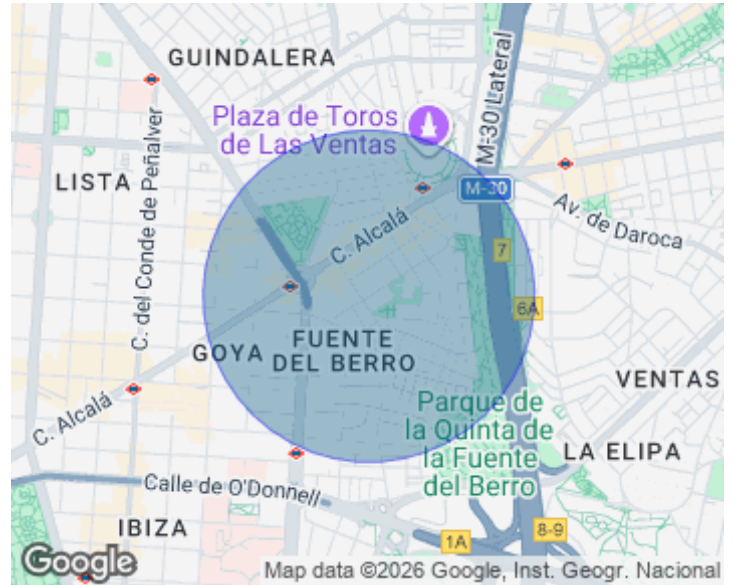 GUINDALERA
Plaza de Toros
de Las Ventas
M-30 Lateral
C. del Conde de Peñalver
LISTA
M-30
Av. de Daroca
C. Alcalá
7
6A
GOYA
FUENTE
DEL BERRO
VENTAS
C. Alcalá
Parque de
la Quinta de
la Fuente
del Berro
LA ELIPA
Calle de O'Donnell
IBIZA
1A
8-9
Google
Map data ©2026 Google, Inst. Geogr. Nacional